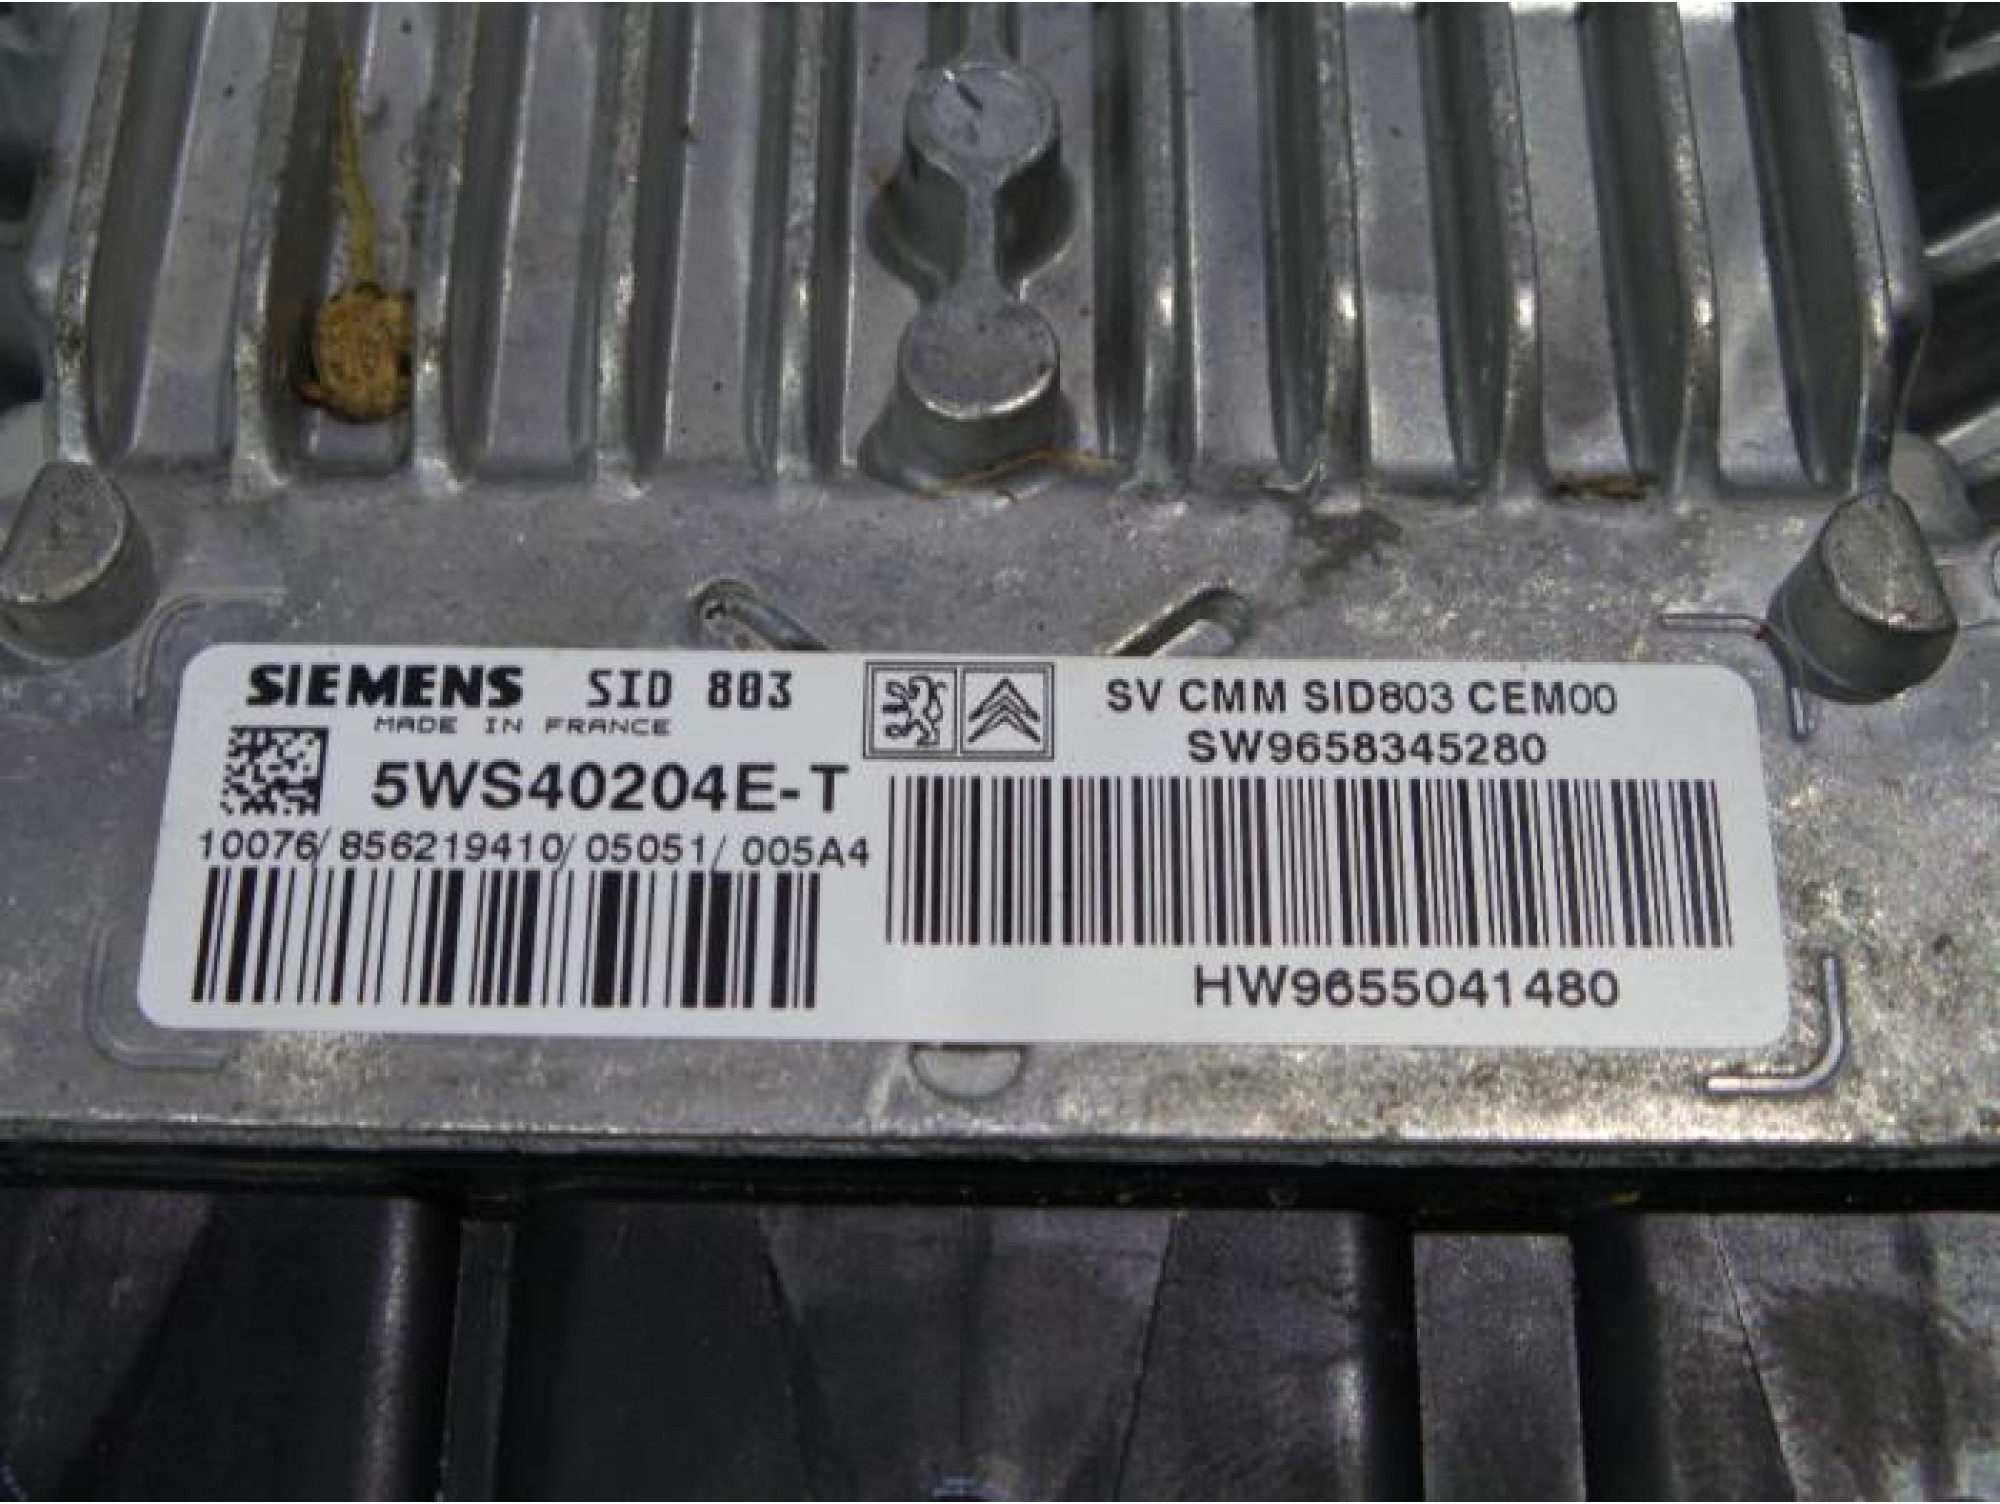 SIEMENS SID 803
MADE IN FRANCE
5WS40204E-T
10076/856219410/05051/005A4
SV CMM SID803 CEM00
SW9658345280
HW9655041480